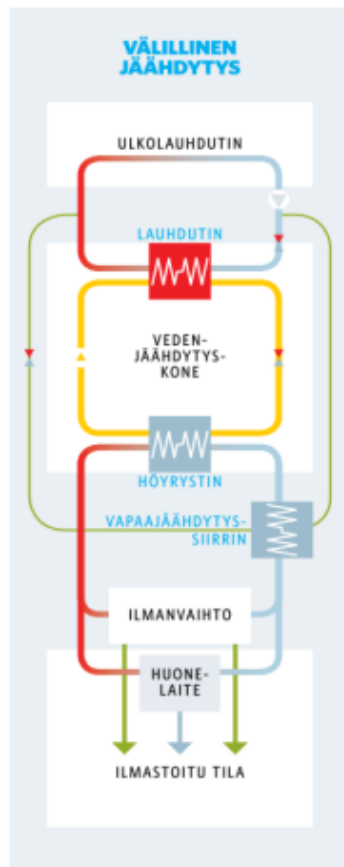 VÄLILLINEN
JÄÄHDYTYS
ULKOLAUHDUTIN
LAUHDUTIN
VEDEN-
JÄÄHDYTYS-
KONE
HÖYRYSTIN
VAPAAJÄÄHDYTYS-
SIIRRIN
ILMANVAIHTO
HUONE-
LAITE
ILMASTOITU TILA